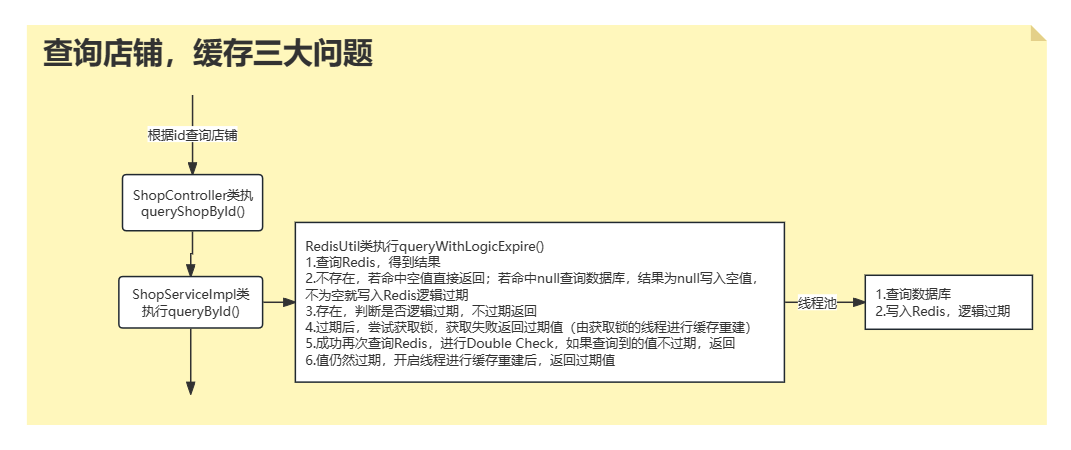 查询店铺，缓存三大问题
根据id查询店铺
ShopController类执
queryShopById()
ShopServiceImpl类
执行queryById()
RedisUtil类执行queryWithLogicExpire()
1.查询Redis，得到结果
2.不存在，若命中空值直接返回；若命中null查询数据库，结果为null写入空值，
不为空就写入Redis逻辑过期
3.存在，判断是否逻辑过期，不过期返回
4.过期后，尝试获取锁，获取失败返回过期值（由获取锁的线程进行缓存重建）
5.成功再次查询Redis，进行Double Check，如果查询到的值不过期，返回
6.值仍然过期，开启线程进行缓存重建后，返回过期值
线程池
1.查询数据库
2.写入Redis，逻辑过期